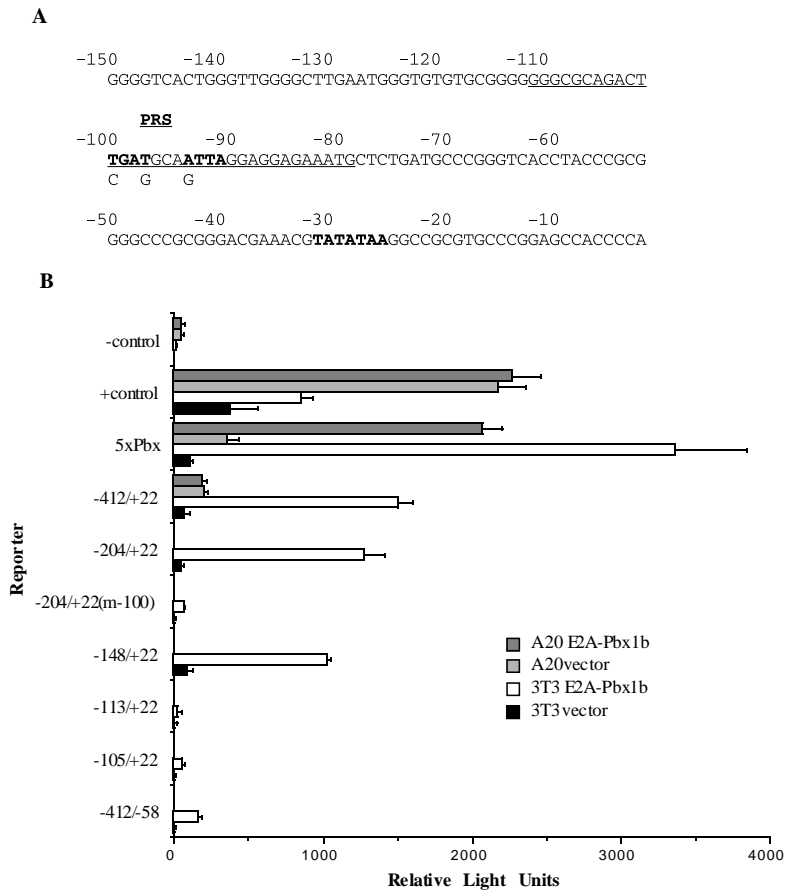 A
-150 -140 -130 -120 -110
GGGGTCACTGGGTTGGGGCTTGAATGGGTGTGTGCGGGGGGGCGCAGACT
PRS
-100 -90 -80 -70 -60
TGATGCAATTAGGAGGAGAAATGCTCTGATGCCCGGGTCACCTACCCGCG
C G G
-50 -40 -30 -20 -10
GGGCCCGCGGGACGAAACGTATATAAGGCCGCGTGCCCGGAGCCACCCCA
B
-control
+control
5xPbx
-412/+22
-204/+22
-204/+22(m-100)
-148/+22
-113/+22
-105/+22
-412/-58
Reporter
A20 E2A-Pbx1b
A20vector
3T3 E2A-Pbx1b
3T3vector
0 1000 2000 3000 4000
Relative Light Units